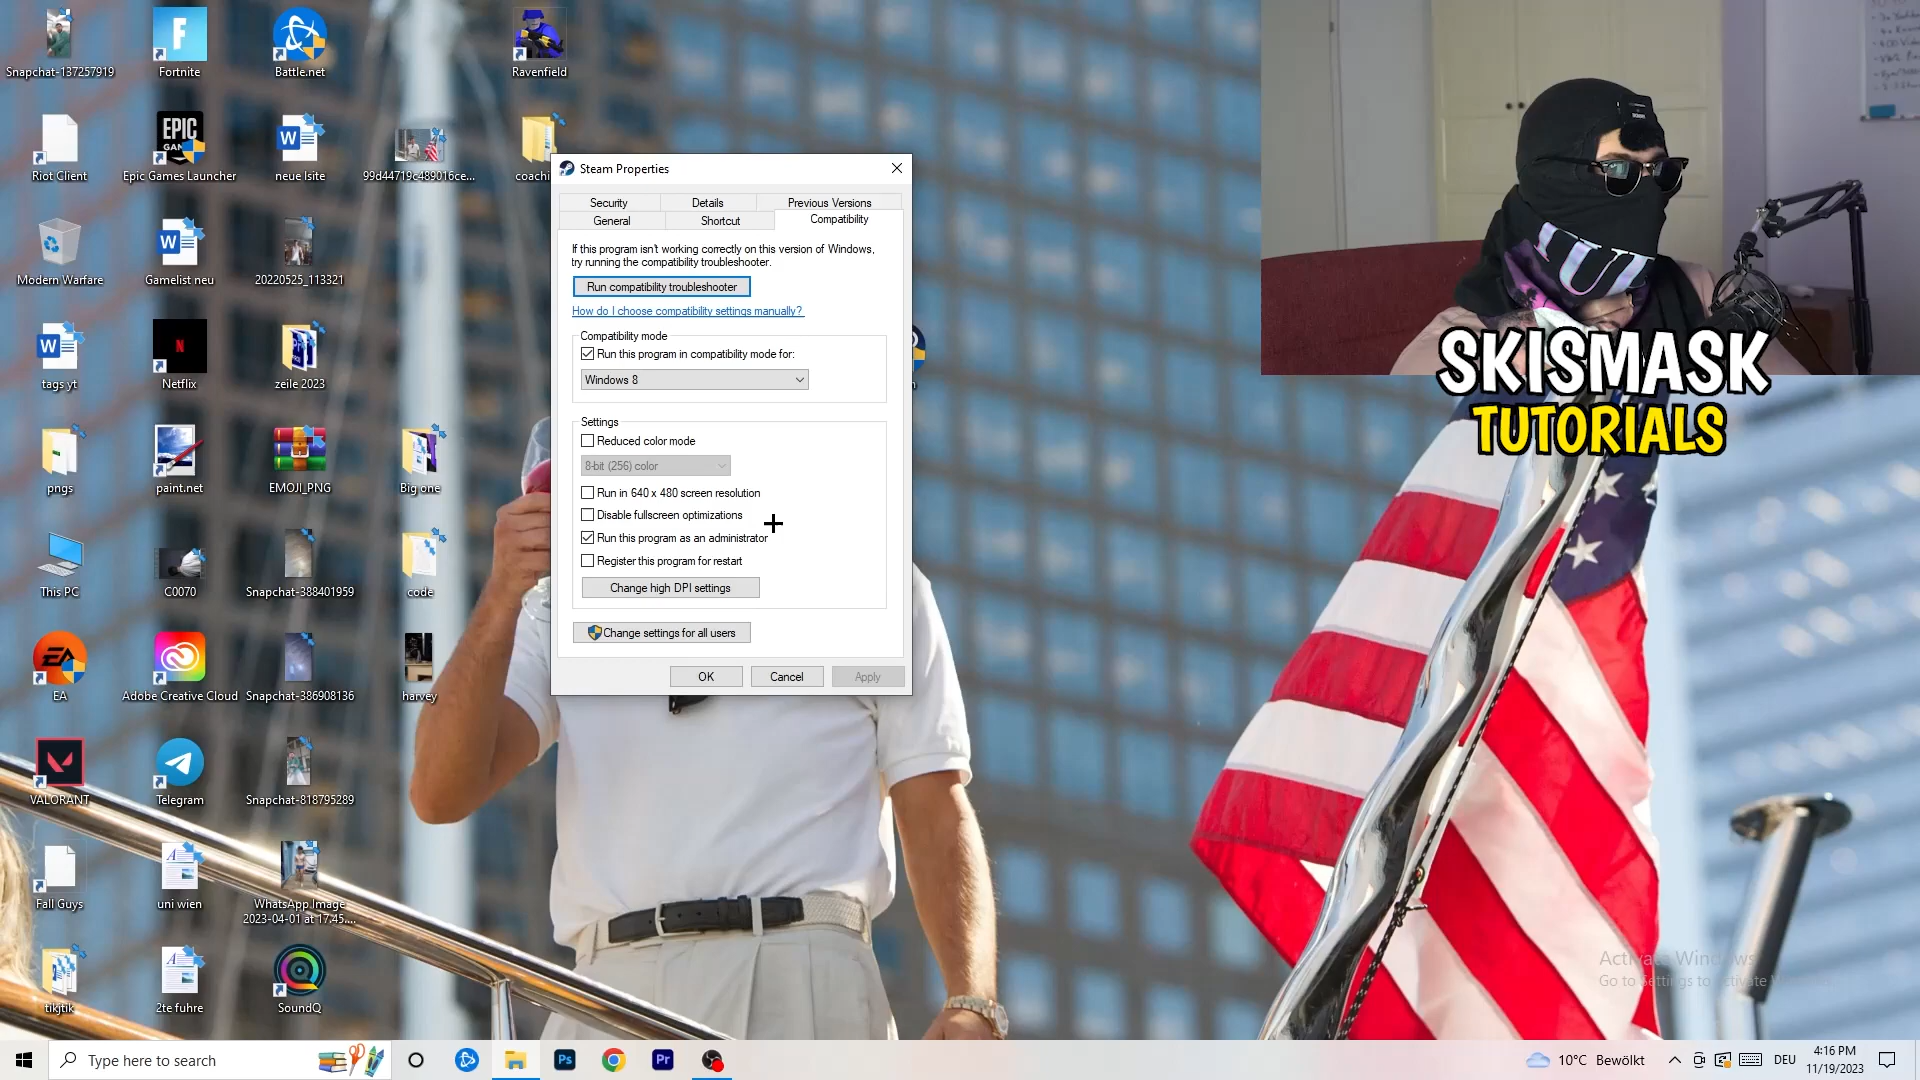 Snapchat-137257919
Fortnite
Battle.net
Ravenfield
Riot Client
EPIC
Epic Games Launcher
neue lsite
99d44719c489016ce...
Modern Warfare
Gamelist neu
20220525_113321
tags yt
Netflix
zeile 2023
pngs
paint.net
EMOJI_PNG
Big one
This PC
C0070
Snapchat-388401959
code
EA
Adobe Creative Cloud
Snapchat-386908136
harvey
VALORANT
Telegram
Snapchat-818795289
Fall Guys
uni wien
WhatsApp Image
2023-04-01 at 17.45....
tikjtik
2te fuhre
SoundQ
Steam Properties
Security
Details
Previous Versions
General
Shortcut
Compatibility
If this program isn't working correctly on this version of Windows,
try running the compatibility troubleshooter.
Run compatibility troubleshooter
How do I choose compatibility settings manually?
Compatibility mode
Run this program in compatibility mode for:
Windows 8
Settings
Reduced color mode
8-bit (256) color
Run in 640 x 480 screen resolution
Disable fullscreen optimizations
Run this program as an administrator
Register this program for restart
Change high DPI settings
Change settings for all users
OK
Cancel
Apply
SKISMASK
TUTORIALS
Activate Windows
Go to Settings to activate
Type here to search
Ps
Pr
10°C Bewölkt
DEU
4:16 PM
11/19/2023